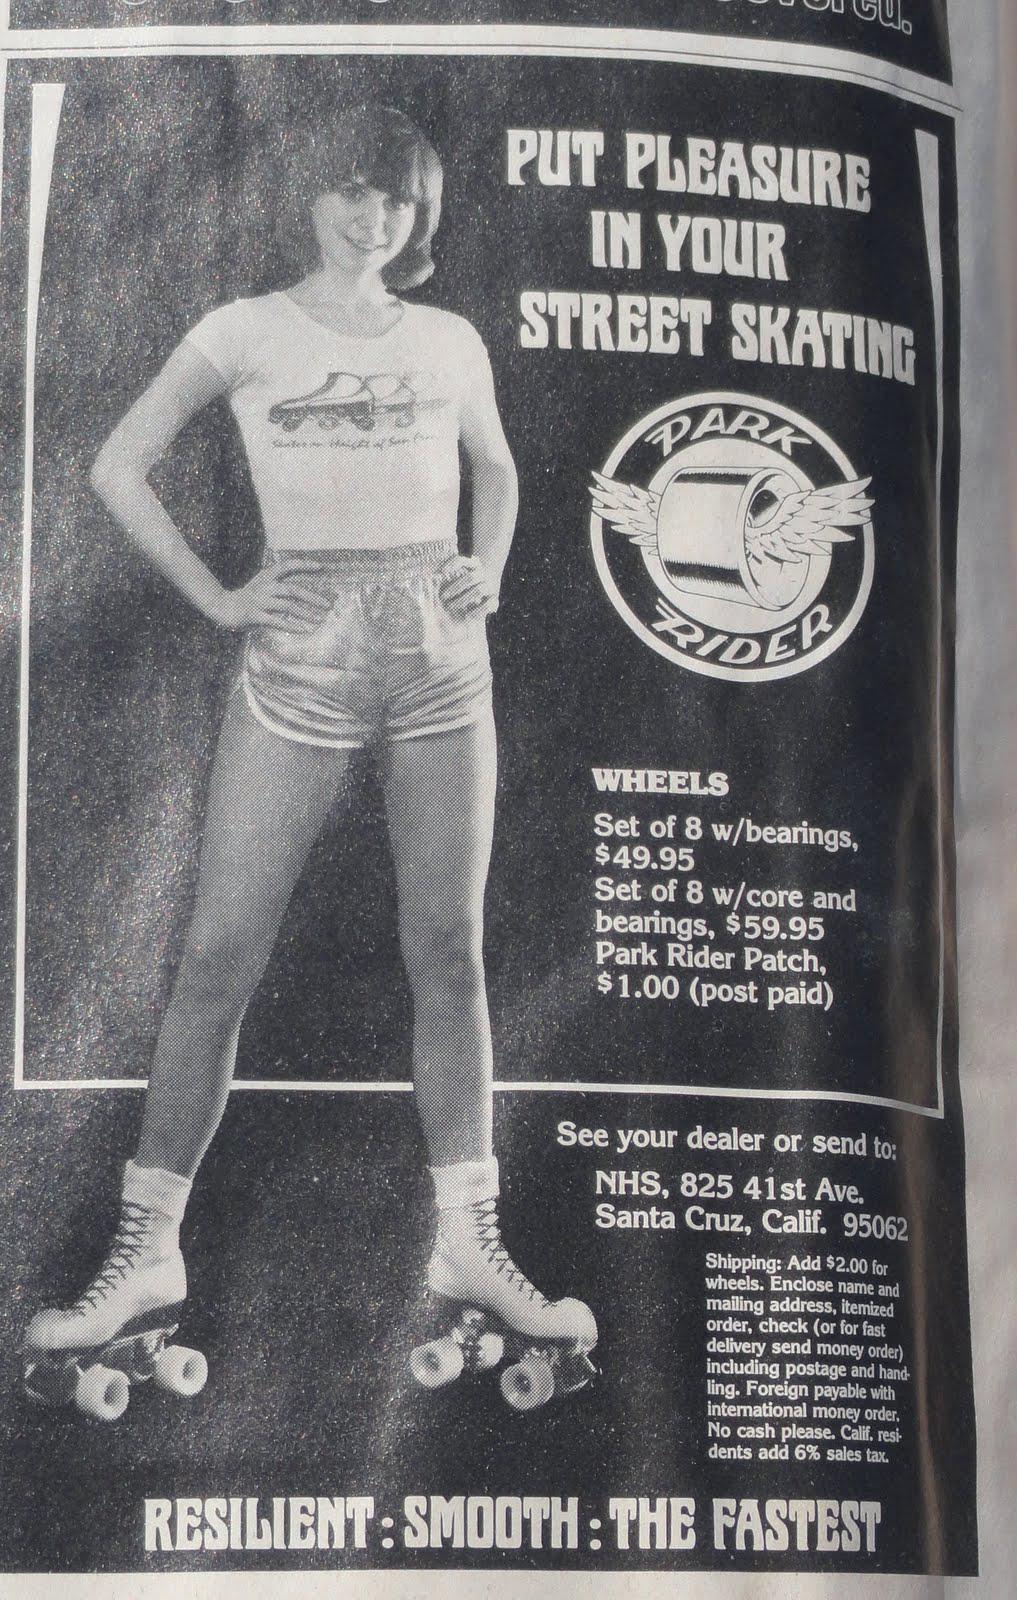 PUT PLEASURE
IN YOUR
STREET SKATING
PARK
RIDER
WHEELS
Set of 8 w/bearings,
$49.95
Set of 8 w/core and
bearings, $59.95
Park Rider Patch,
$1.00 (post paid)
See your dealer or send to:
NHS, 825 41st Ave.
Santa Cruz, Calif. 95062
Shipping: Add $2.00 for
wheels. Enclose name and
mailing address, itemized
order, check (or for fast
delivery send money order)
including postage and hand-
ling. Foreign payable with
international money order.
No cash please. Calif. resi-
dents add 6% sales tax.
RESILIENT : SMOOTH : THE FASTEST